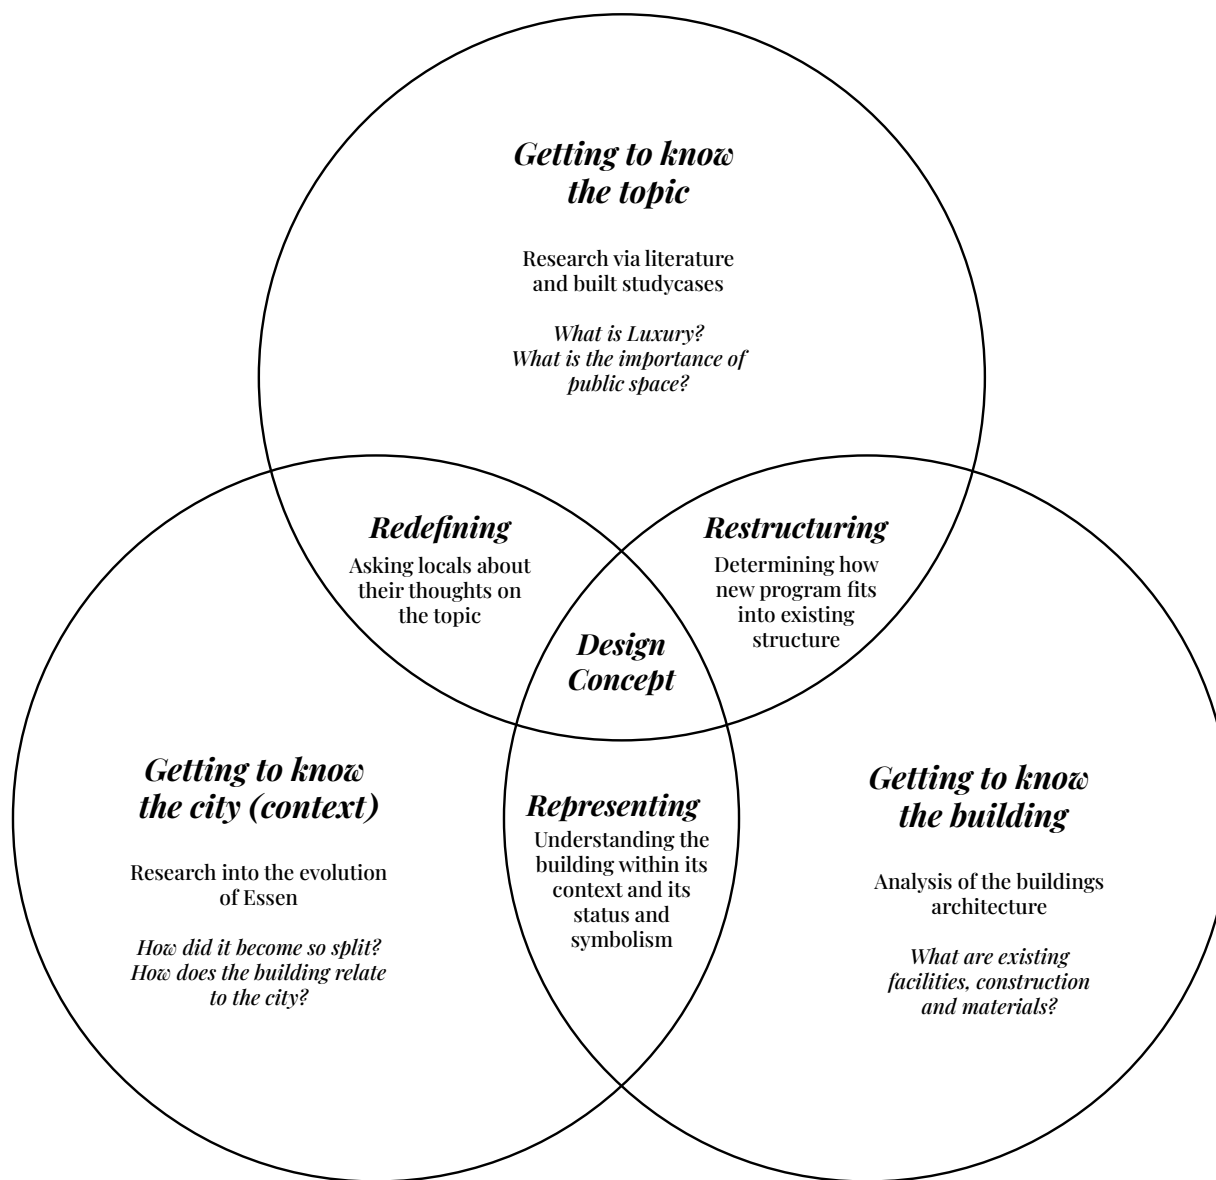 Getting to know
the topic
Research via literature
and built studycases
What is Luxury?
What is the importance of
public space?
Redefining
Asking locals about
their thoughts on
the topic
Restructuring
Determining how
new program fits
into existing
structure
Design
Concept
Getting to know
the city (context)
Research into the evolution
of Essen
How did it become so split?
How does the building relate
to the city?
Representing
Understanding the
building within its
context and its
status and
symbolism
Getting to know
the building
Analysis of the buildings
architecture
What are existing
facilities, construction
and materials?